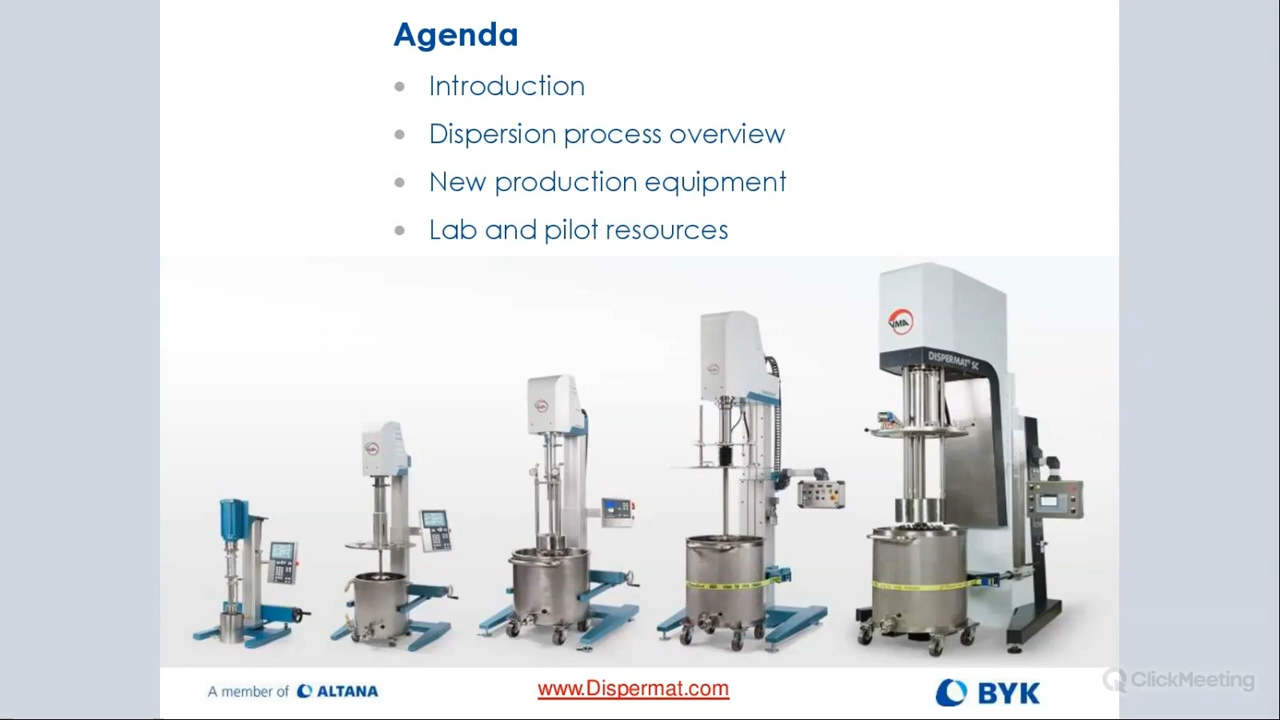 Agenda
• Introduction
• Dispersion process overview
• New production equipment
• Lab and pilot resources
VMA
DISPERMAT® SC
A member of ALTANA
www.Dispermat.com
BYK
ClickMeeting